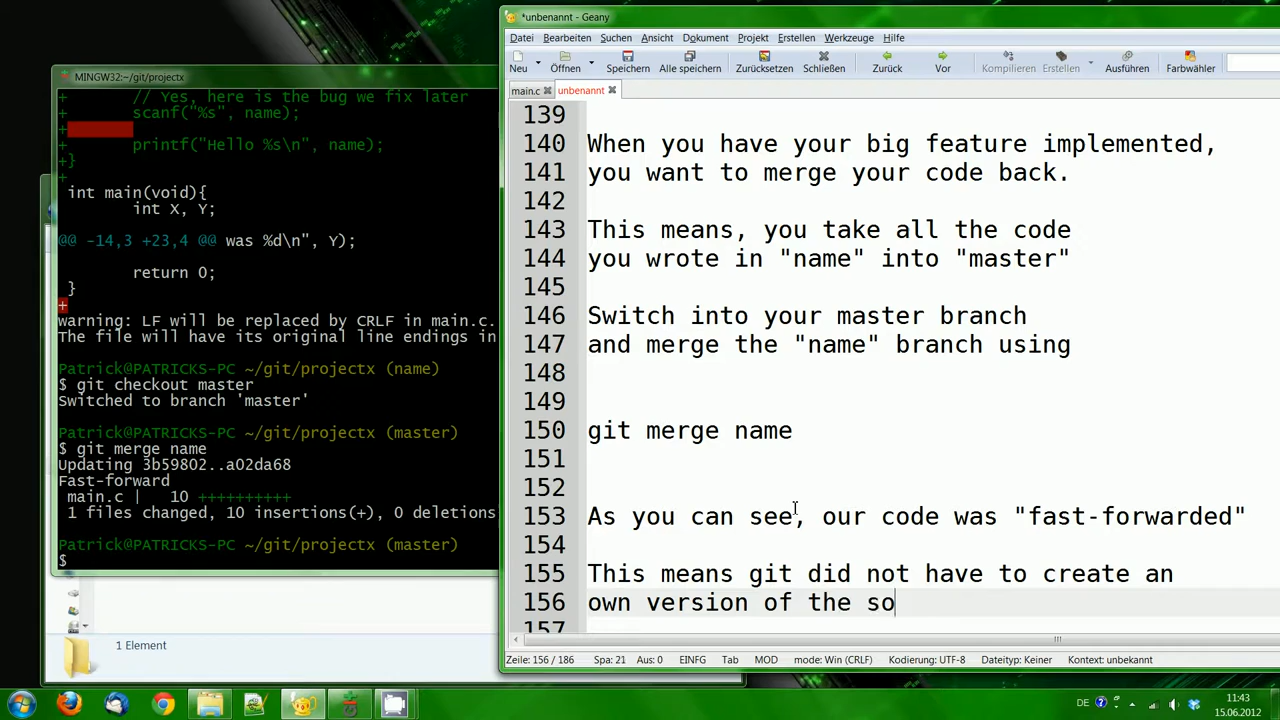 *unbenannt - Geany
Datei Bearbeiten Suchen Ansicht Dokument Projekt Erstellen Werkzeuge Hilfe
Neu Öffnen Speichern Alle speichern Zurücksetzen Schließen Zurück Vor Kompilieren Erstellen Ausführen Farbwähler
main.c unbenannt
MINGW32:~/git/projectx
+ // Yes, here is the bug we fix later
+ scanf("%s", name);
+
+ printf("Hello %s\n", name);
+}
+
int main(void){
int X, Y;
@@ -14,3 +23,4 @@ was %d\n", Y);
return 0;
}
+
warning: LF will be replaced by CRLF in main.c.
The file will have its original line endings in
Patrick@PATRICKS-PC ~/git/projectx (name)
$ git checkout master
Switched to branch 'master'
Patrick@PATRICKS-PC ~/git/projectx (master)
$ git merge name
Updating 3b59802..a02da68
Fast-forward
main.c | 10 ++++++++++
1 files changed, 10 insertions(+), 0 deletions
Patrick@PATRICKS-PC ~/git/projectx (master)
$
139
140 When you have your big feature implemented,
141 you want to merge your code back.
142
143 This means, you take all the code
144 you wrote in "name" into "master"
145
146 Switch into your master branch
147 and merge the "name" branch using
148
149
150 git merge name
151
152
153 As you can see, our code was "fast-forwarded"
154
155 This means git did not have to create an
156 own version of the so
157
1 Element
Zeile: 156 / 186 Spa: 21 Aus: 0 EINFG Tab MOD mode: Win (CRLF) Kodierung: UTF-8 Dateityp: Keiner Kontext: unbekannt
DE
11:43
15.06.2012